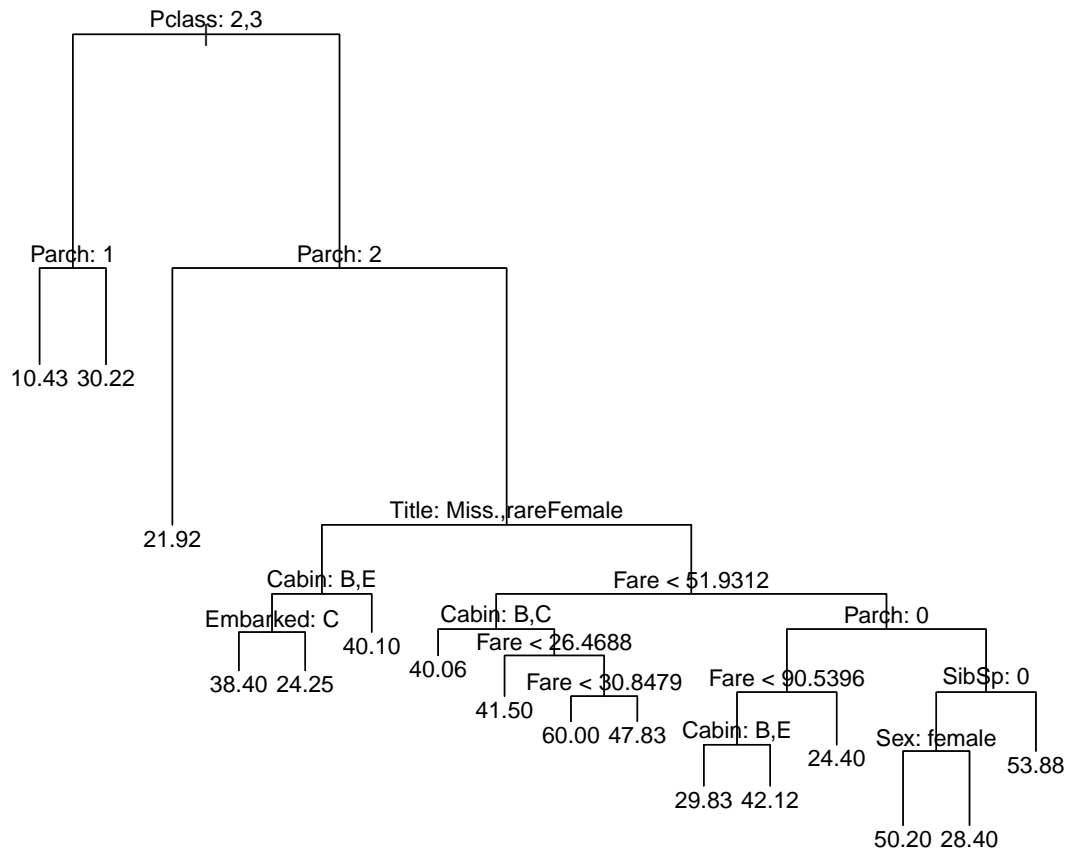 Pclass: 2,3
Parch: 1
Parch: 2
10.43 30.22
Title: Miss.,rareFemale
21.92
Cabin: B,E
Fare < 51.9312
Embarked: C
Cabin: B,C
Parch: 0
40.10
Fare < 26.4688
40.06
38.40 24.25
Fare < 30.8479
Fare < 90.5396
SibSp: 0
41.50
60.00 47.83
Cabin: B,E
Sex: female
24.40
53.88
29.83 42.12
50.20 28.40